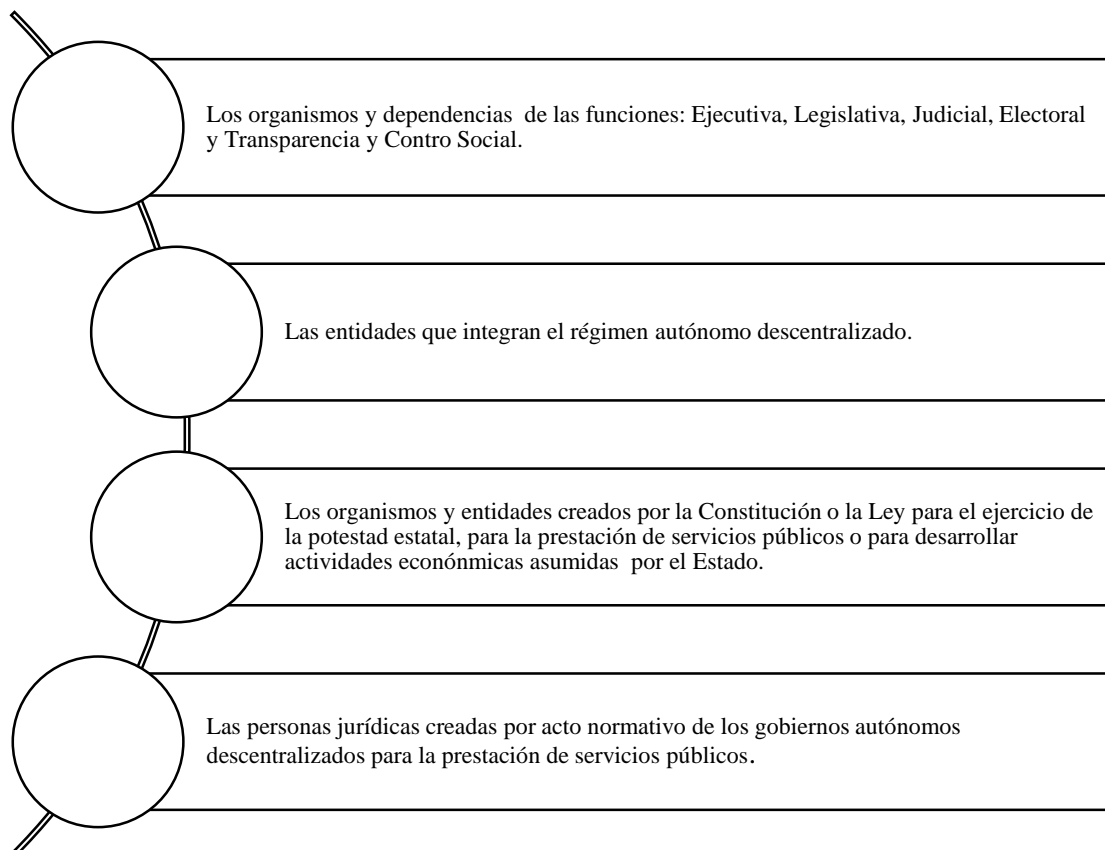 Los organismos y dependencias  de las funciones: Ejecutiva, Legislativa, Judicial, Electoral
y Transparencia y Contro Social.
Las entidades que integran el régimen autónomo descentralizado.
Los organismos y entidades creados por la Constitución o la Ley para el ejercicio de
la potestad estatal, para la prestación de servicios públicos o para desarrollar
actividades econónmicas asumidas  por el Estado.
Las personas jurídicas creadas por acto normativo de los gobiernos autónomos
descentralizados para la prestación de servicios públicos.